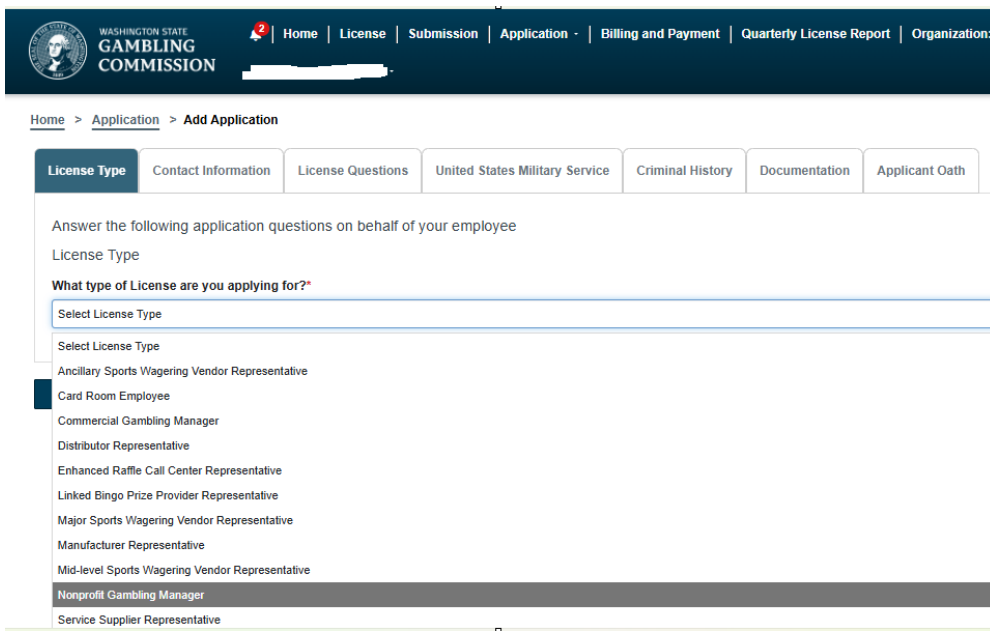 WASHINGTON STATE
GAMBLING
COMMISSION
2
Home | License | Submission | Application - | Billing and Payment | Quarterly License Report | Organization:
Home > Application > Add Application
License Type Contact Information License Questions United States Military Service Criminal History Documentation Applicant Oath
Answer the following application questions on behalf of your employee
License Type
What type of License are you applying for?*
Select License Type
Select License Type
Ancillary Sports Wagering Vendor Representative
Card Room Employee
Commercial Gambling Manager
Distributor Representative
Enhanced Raffle Call Center Representative
Linked Bingo Prize Provider Representative
Major Sports Wagering Vendor Representative
Manufacturer Representative
Mid-level Sports Wagering Vendor Representative
Nonprofit Gambling Manager
Service Supplier Representative